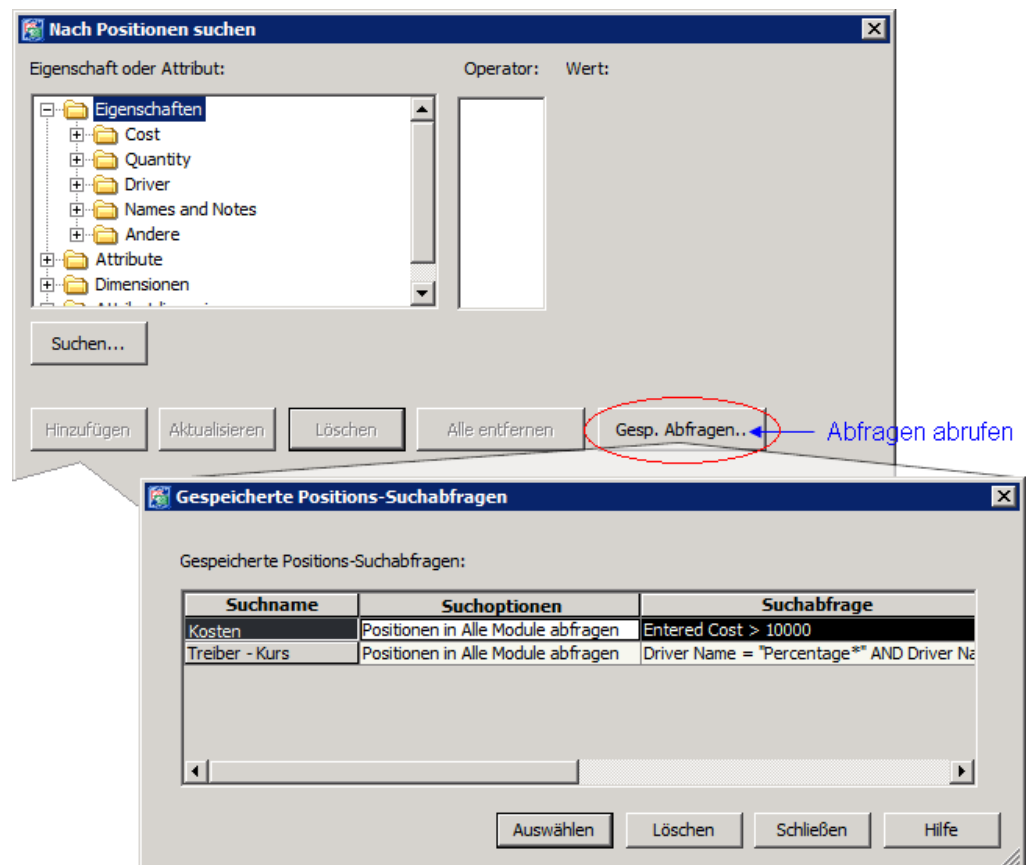 Nach Positionen suchen
Eigenschaft oder Attribut: Operator: Wert:
Eigenschaften
Cost
Quantity
Driver
Names and Notes
Andere
Attribute
Dimensionen
Suchen...
Hinzufügen Aktualisieren Löschen Alle entfernen Gesp. Abfragen.. Abfragen abrufen
Gespeicherte Positions-Suchabfragen
Gespeicherte Positions-Suchabfragen:
Suchname Suchoptionen Suchabfrage
Kosten Positionen in Alle Module abfragen Entered Cost > 10000
Treiber - Kurs Positionen in Alle Module abfragen Driver Name = "Percentage*" AND Driver Na
Auswählen Löschen Schließen Hilfe